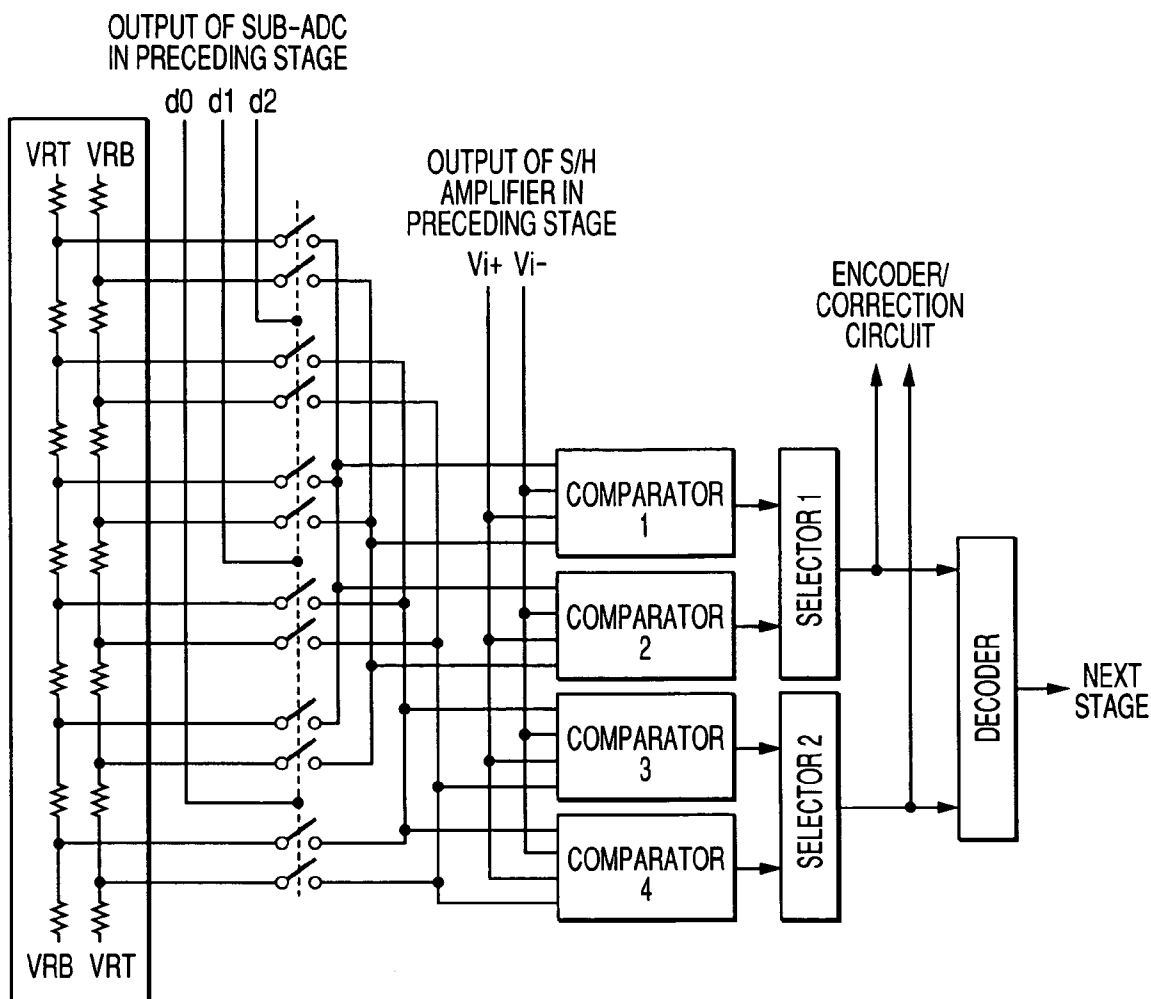 OUTPUT OF SUB-ADC
IN PRECEDING STAGE
d0 d1 d2
VRT VRB
OUTPUT OF S/H
AMPLIFIER IN
PRECEDING STAGE
Vi+ Vi-
ENCODER/
CORRECTION
CIRCUIT
COMPARATOR
1
COMPARATOR
2
SELECTOR 1
COMPARATOR
3
COMPARATOR
4
SELECTOR 2
DECODER
NEXT
STAGE
VRB VRT